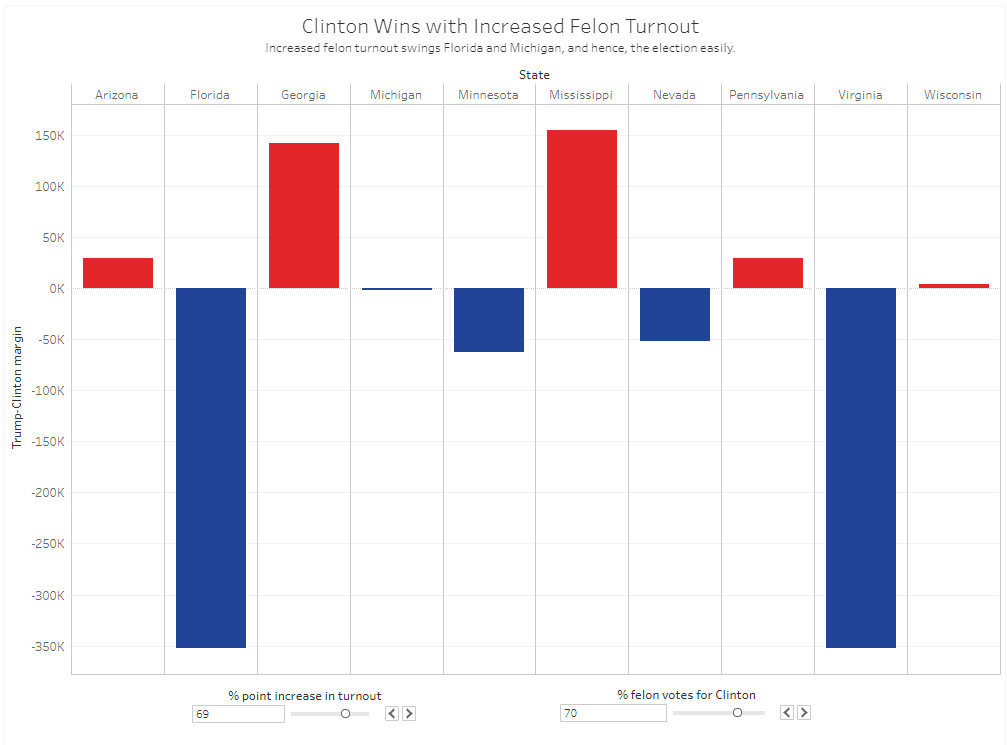 Clinton Wins with Increased Felon Turnout
Increased felon turnout swings Florida and Michigan, and hence, the election easily.
State
Arizona Florida Georgia Michigan Minnesota Mississippi Nevada Pennsylvania Virginia Wisconsin
150K
100K
50K
0K
-50K
-100K
-150K
-200K
-250K
-300K
-350K
Trump-Clinton margin
% point increase in turnout
69
% felon votes for Clinton
70